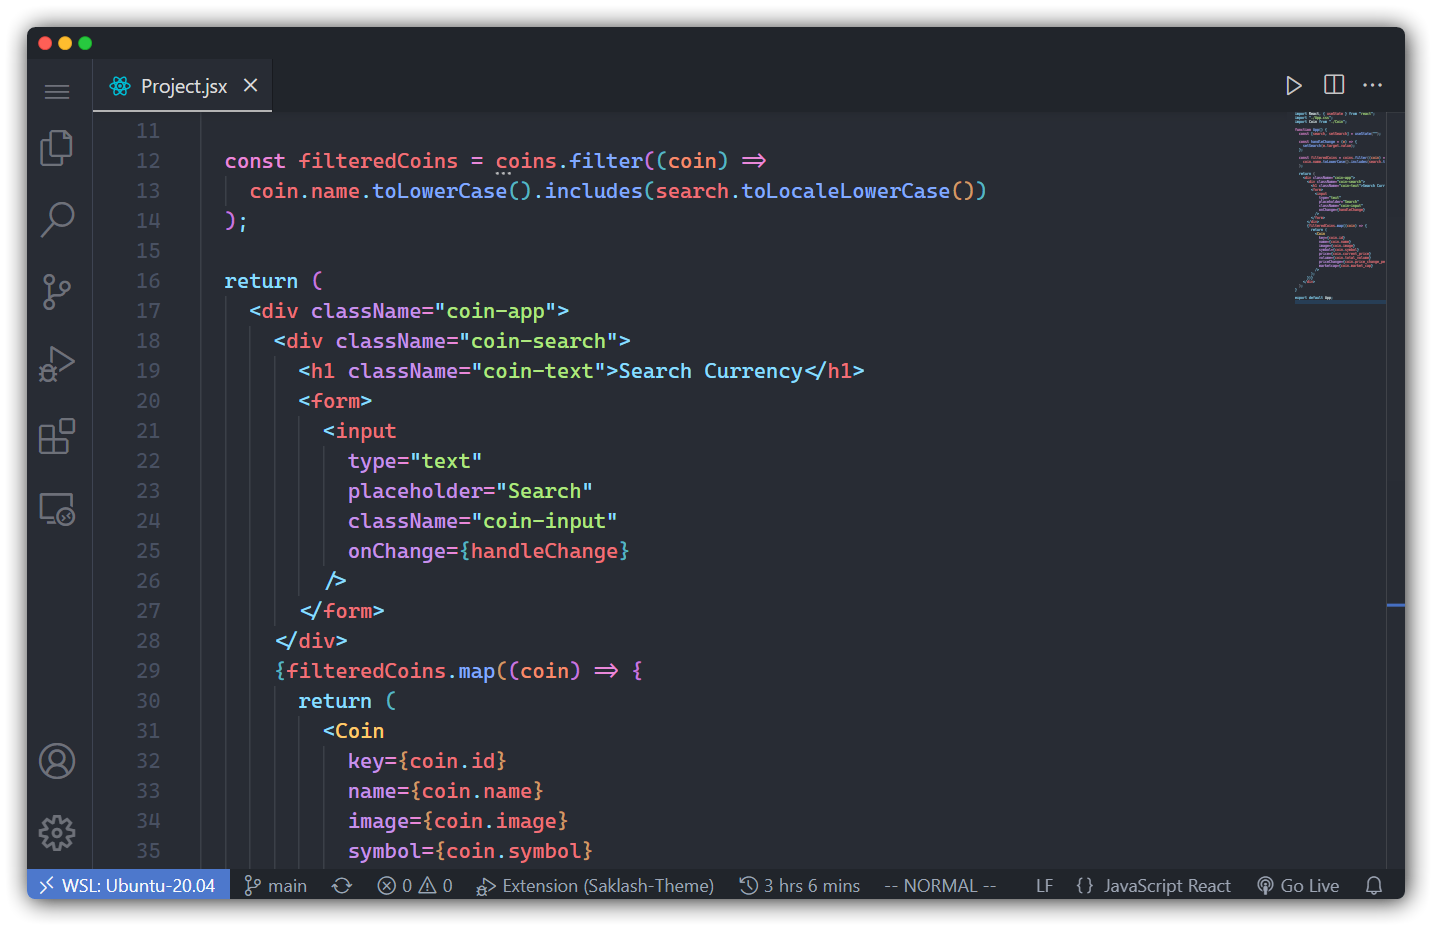 Project.jsx
11
12 const filteredCoins = coins.filter((coin) =>
13 coin.name.toLowerCase().includes(search.toLocaleLowerCase())
14 );
15
16 return (
17 <div className="coin-app">
18 <div className="coin-search">
19 <h1 className="coin-text">Search Currency</h1>
20 <form>
21 <input
22 type="text"
23 placeholder="Search"
24 className="coin-input"
25 onChange={handleChange}
26 />
27 </form>
28 </div>
29 {filteredCoins.map((coin) => {
30 return (
31 <Coin
32 key={coin.id}
33 name={coin.name}
34 image={coin.image}
35 symbol={coin.symbol}
WSL: Ubuntu-20.04 main 0 0 Extension (Saklash-Theme) 3 hrs 6 mins -- NORMAL -- LF {} JavaScript React Go Live